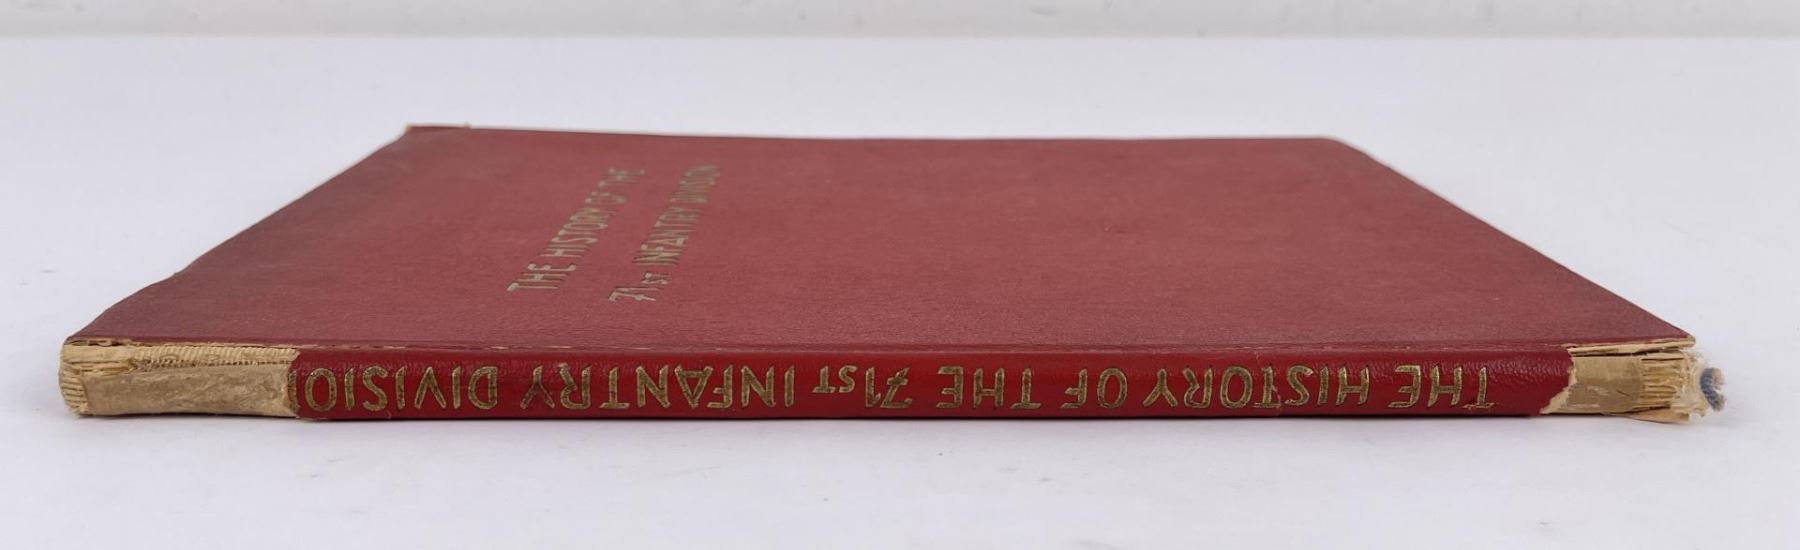 THE HISTORY OF THE
71st INFANTRY DIVISION
THE HISTORY OF THE 71st INFANTRY DIVISIO